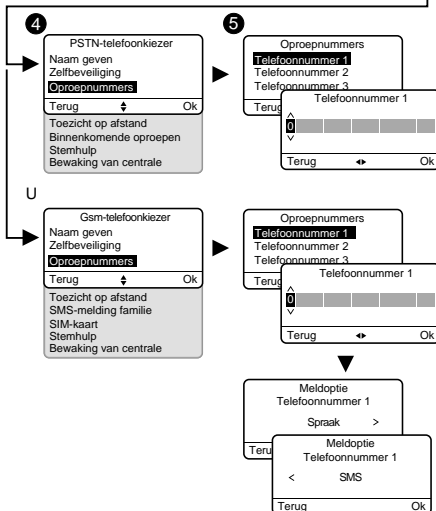 4
PSTN-telefoonkiezer
Naam geven
Zelfbeveiliging
Oproepnummers
Terug Ok
Toezicht op afstand
Binnenkomende oproepen
Stemhulp
Bewaking van centrale
5
Oproepnummers
Telefoonnummer 1
Telefoonnummer 2
Telefoonnummer 3
Terug
Telefoonnummer 1
0
Terug Ok
U
Gsm-telefoonkiezer
Naam geven
Zelfbeveiliging
Oproepnummers
Terug Ok
Toezicht op afstand
SMS-melding familie
SIM-kaart
Stemhulp
Bewaking van centrale
Oproepnummers
Telefoonnummer 1
Telefoonnummer 2
Telefoonnummer 3
Terug
Telefoonnummer 1
0
Terug Ok
Meldoptie
Telefoonnummer 1
Spraak >
Teru
Meldoptie
Telefoonnummer 1
< SMS
Terug Ok